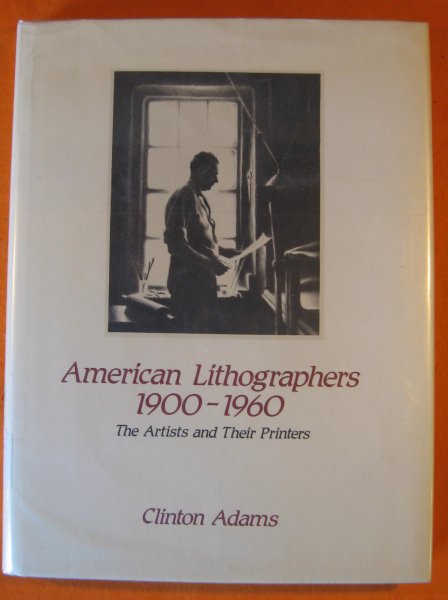 American Lithographers
1900-1960
The Artists and Their Printers
Clinton Adams